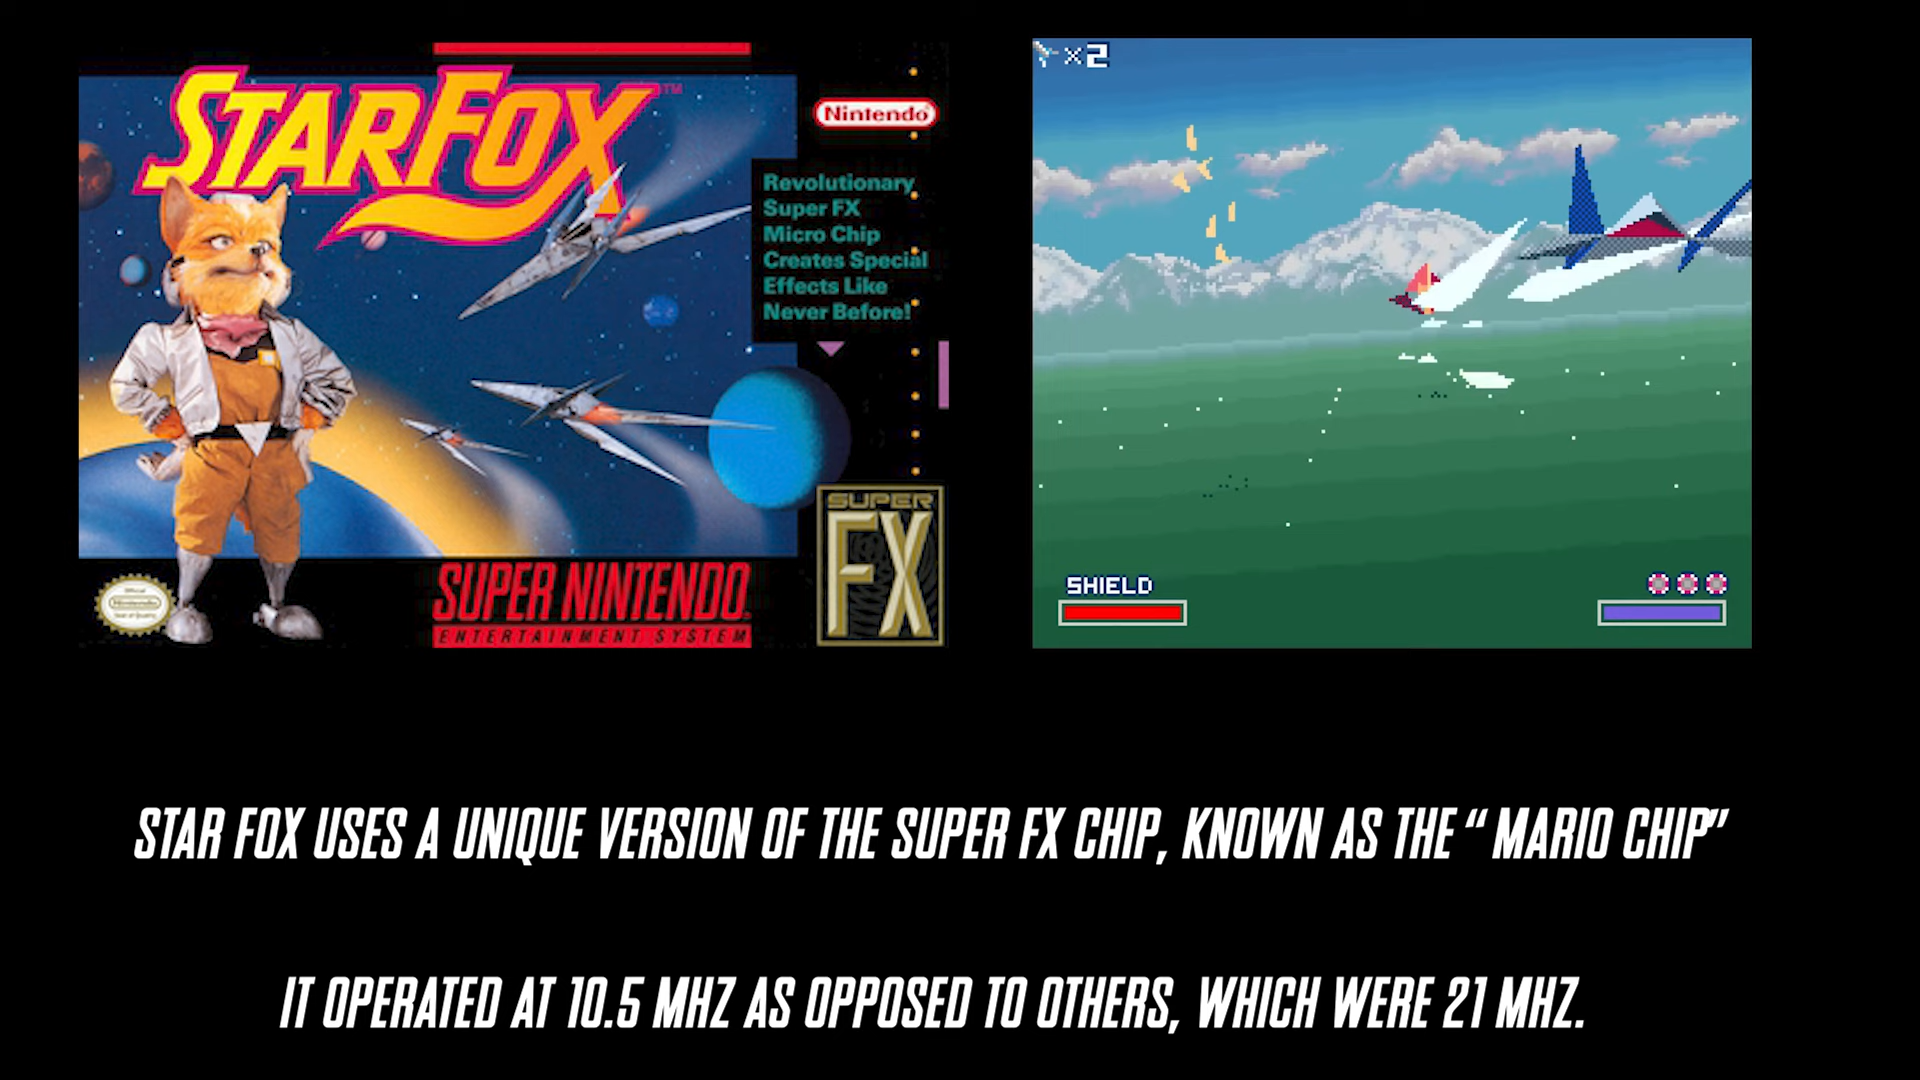 STARFOX™
Nintendo®
Revolutionary
Super FX
Micro Chip
Creates Special
Effects Like
Never Before!
SUPER
FX
Nintendo
SUPER NINTENDO
ENTERTAINMENT SYSTEM
×2
SHIELD
STAR FOX USES A UNIQUE VERSION OF THE SUPER FX CHIP, KNOWN AS THE “MARIO CHIP”
IT OPERATED AT 10.5 MHZ AS OPPOSED TO OTHERS, WHICH WERE 21 MHZ.